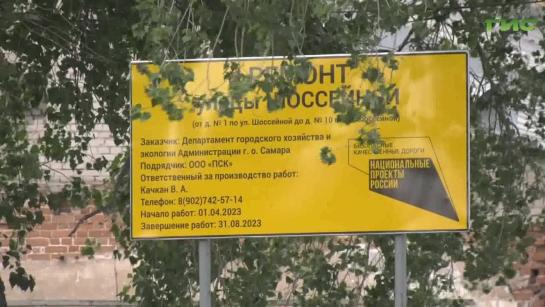 ГИС
РЕМОНТ
ШОССЕЙНОЙ
(от д. № 1 по ул. Шоссейной до д. № 10
Заказчик: Департамент городского хозяйства и
экологии Администрации г. о. Самара
Подрядчик: ООО «ПСК»
Ответственный за производство работ:
Качкан В. А.
Телефон: 8(902)742-57-14
Начало работ: 01.04.2023
Завершение работ: 31.08.2023
БЕЗОПАСНЫЕ
КАЧЕСТВЕННЫЕ ДОРОГИ
НАЦИОНАЛЬНЫЕ
ПРОЕКТЫ
РОССИИ